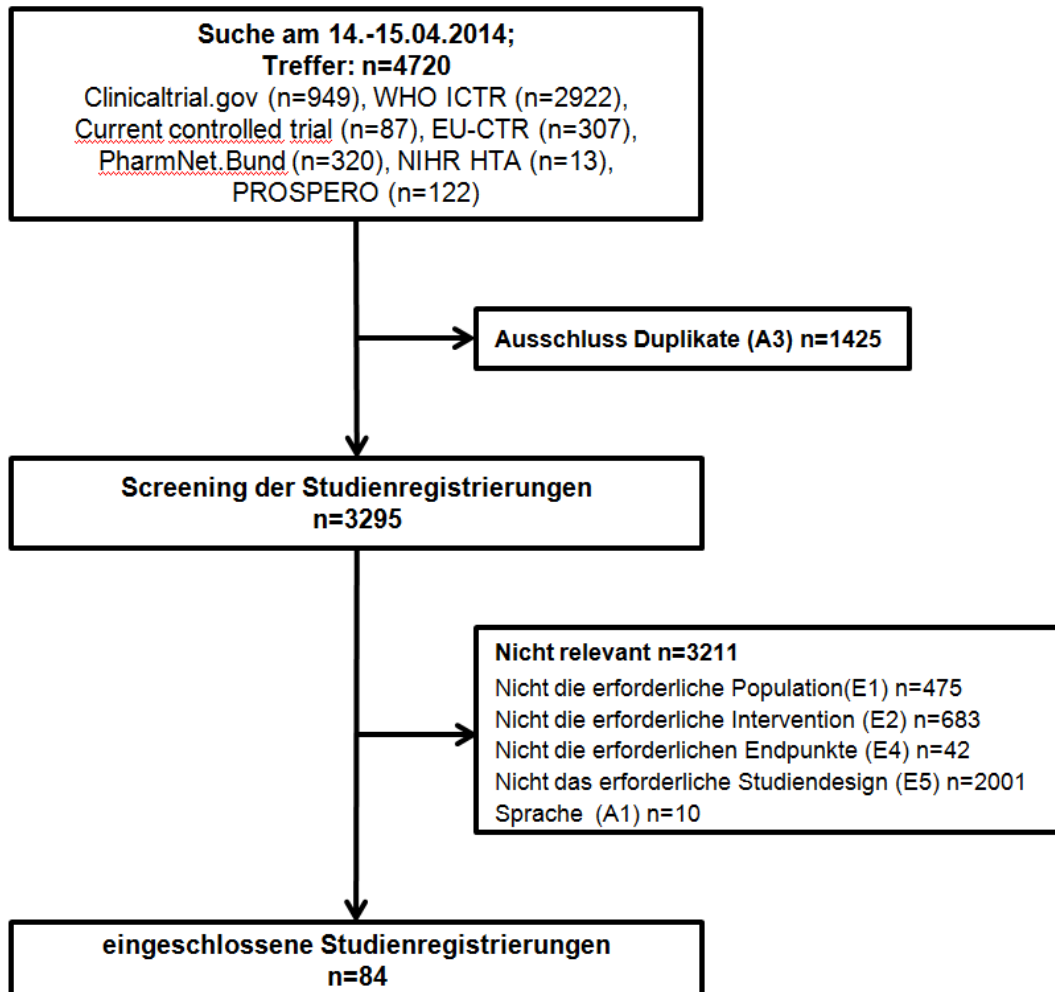 Suche am 14.-15.04.2014;
Treffer: n=4720
Clinicaltrial.gov (n=949), WHO ICTR (n=2922),
Current controlled trial (n=87), EU-CTR (n=307),
PharmNet.Bund (n=320), NIHR HTA (n=13),
PROSPERO (n=122)
Ausschluss Duplikate (A3) n=1425
Screening der Studienregistrierungen
n=3295
Nicht relevant n=3211
Nicht die erforderliche Population(E1) n=475
Nicht die erforderliche Intervention (E2) n=683
Nicht die erforderlichen Endpunkte (E4) n=42
Nicht das erforderliche Studiendesign (E5) n=2001
Sprache (A1) n=10
eingeschlossene Studienregistrierungen
n=84